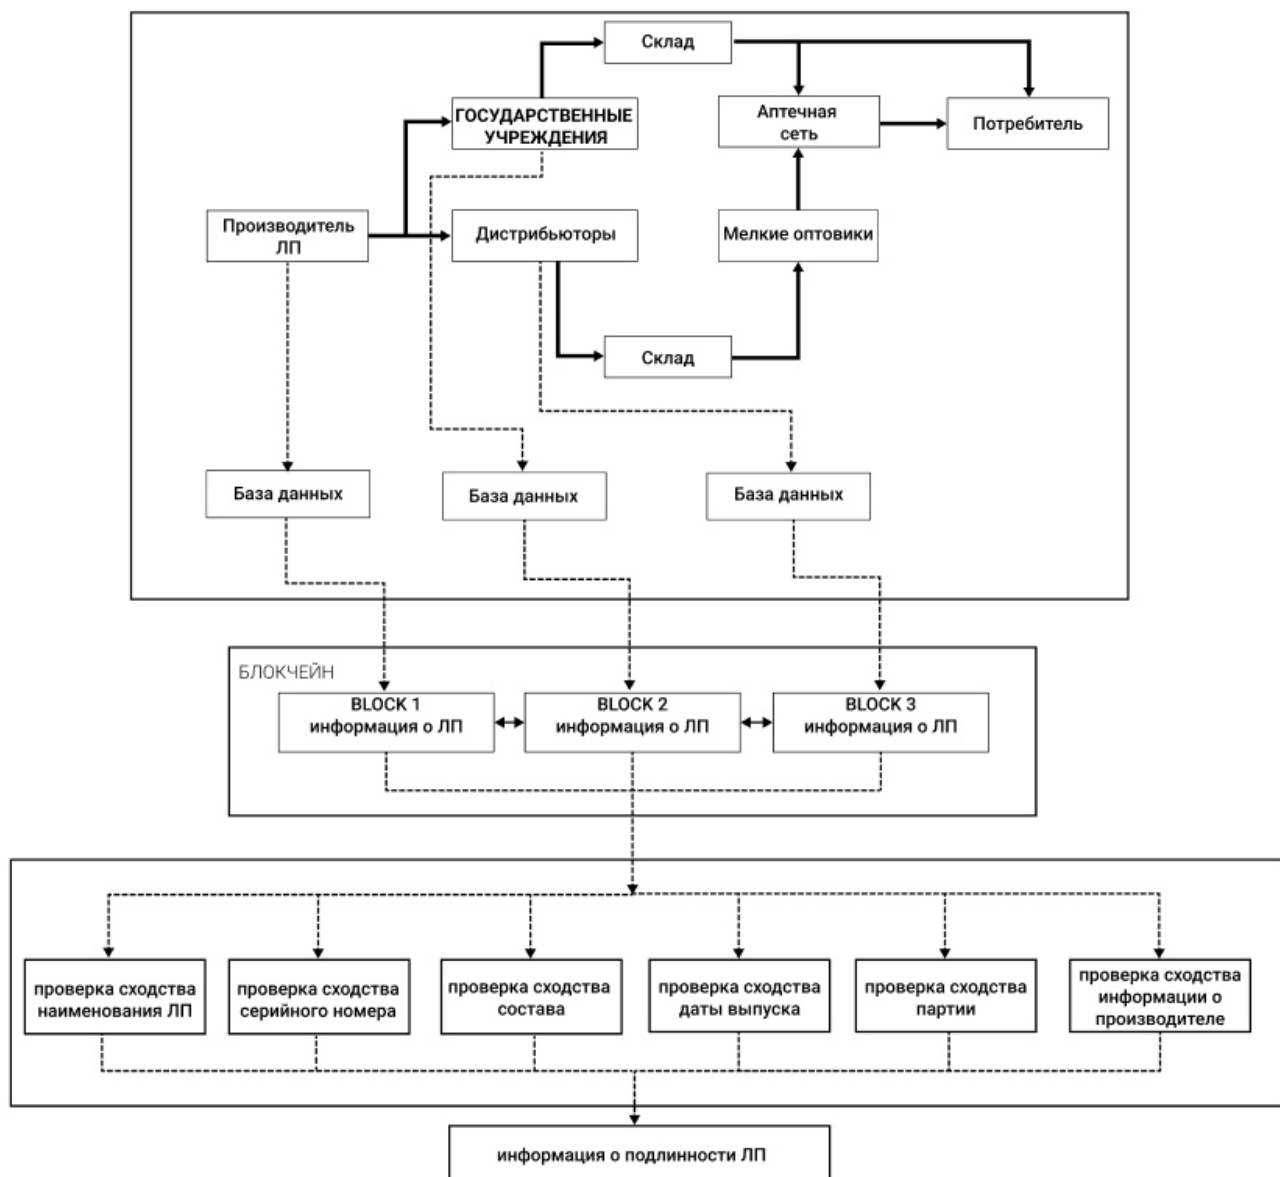 Склад
ГОСУДАРСТВЕННЫЕ
УЧРЕЖДЕНИЯ
Аптечная
сеть
Потребитель
Производитель
ЛП
Дистрибьюторы
Мелкие оптовики
Склад
База данных
База данных
База данных
БЛОКЧЕЙН
BLOCK 1
информация о ЛП
BLOCK 2
информация о ЛП
BLOCK 3
информация о ЛП
проверка сходства
наименования ЛП
проверка сходства
серийного номера
проверка сходства
состава
проверка сходства
даты выпуска
проверка сходства
партии
проверка сходства
информации о
производителе
информация о подлинности ЛП